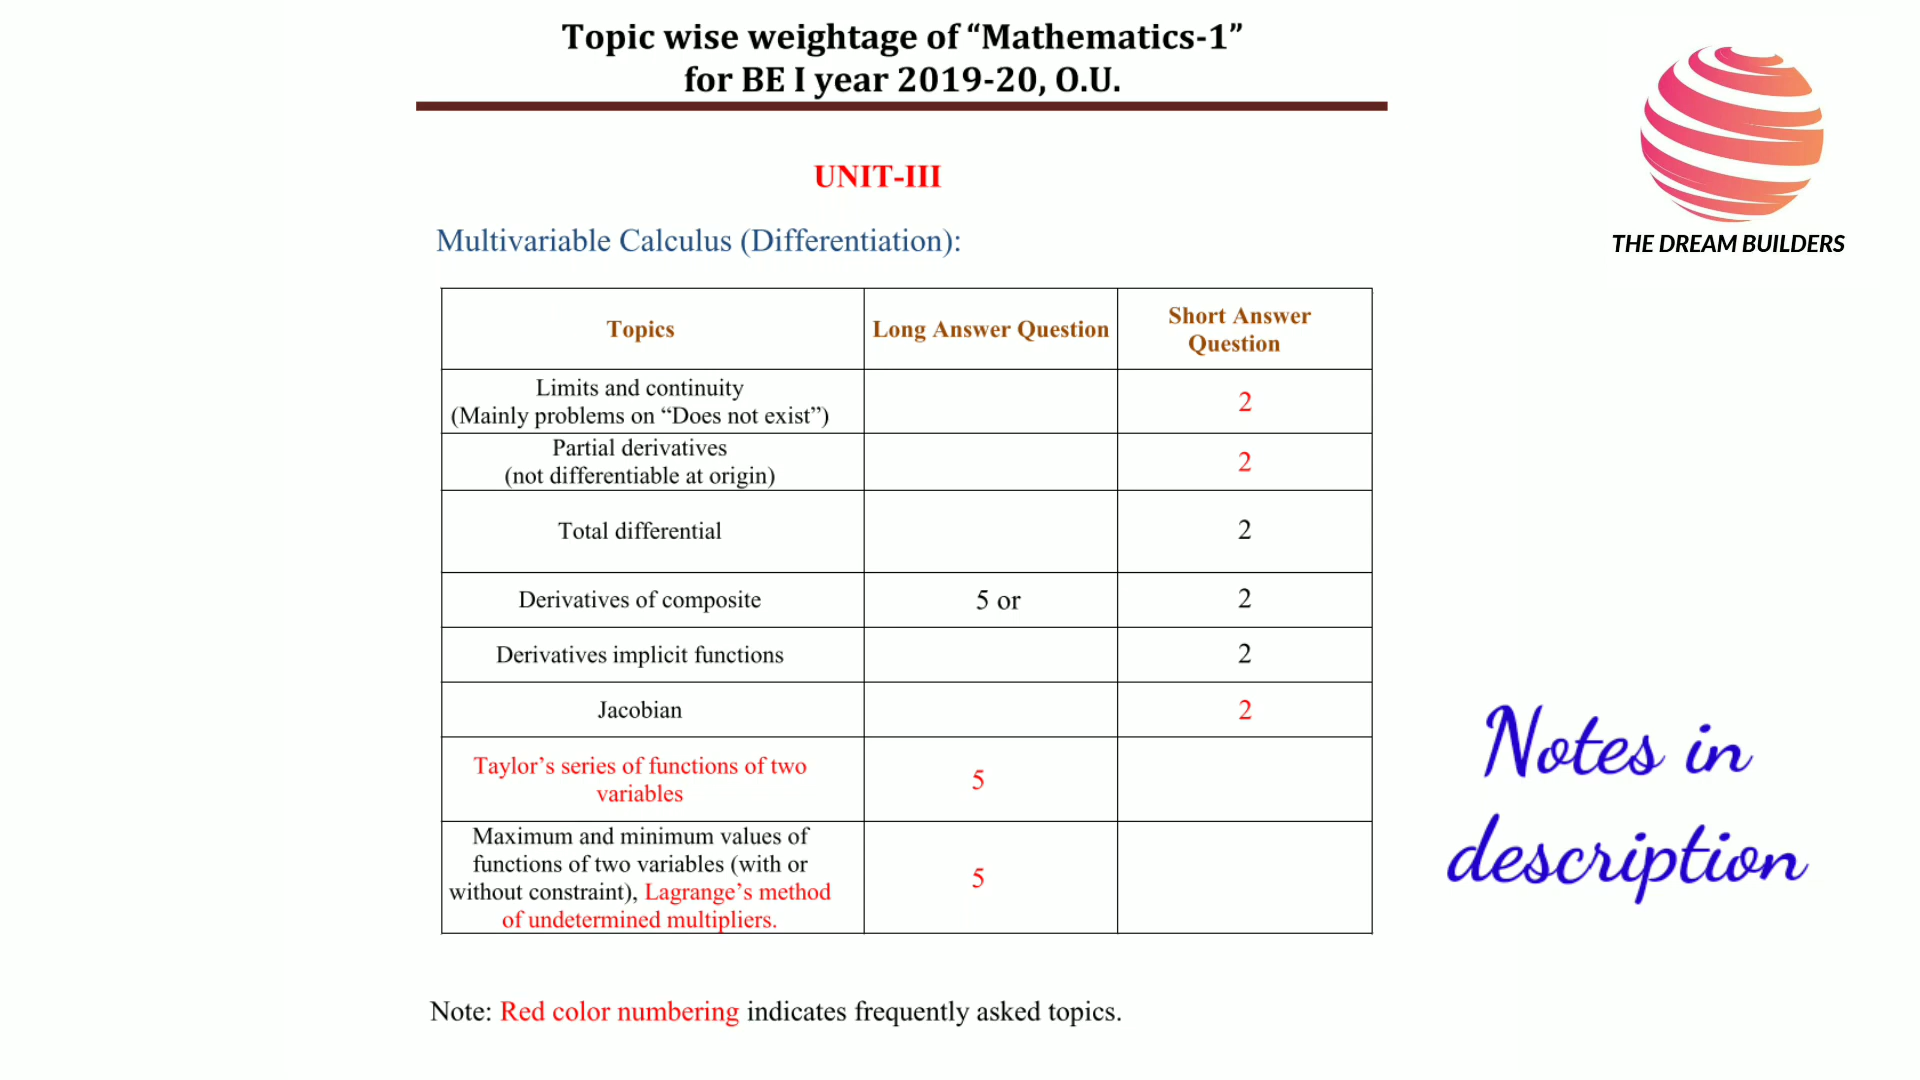 Topic wise weightage of “Mathematics-1”
for BE I year 2019-20, O.U.
THE DREAM BUILDERS
UNIT-III
Multivariable Calculus (Differentiation):
Topics
Long Answer Question
Short Answer
Question
Limits and continuity
(Mainly problems on “Does not exist”)
2
Partial derivatives
(not differentiable at origin)
2
Total differential
2
Derivatives of composite
5 or
2
Derivatives implicit functions
2
Jacobian
2
Taylor’s series of functions of two
variables
5
Maximum and minimum values of
functions of two variables (with or
without constraint), Lagrange’s method
of undetermined multipliers.
5
Notes in
description
Note: Red color numbering indicates frequently asked topics.